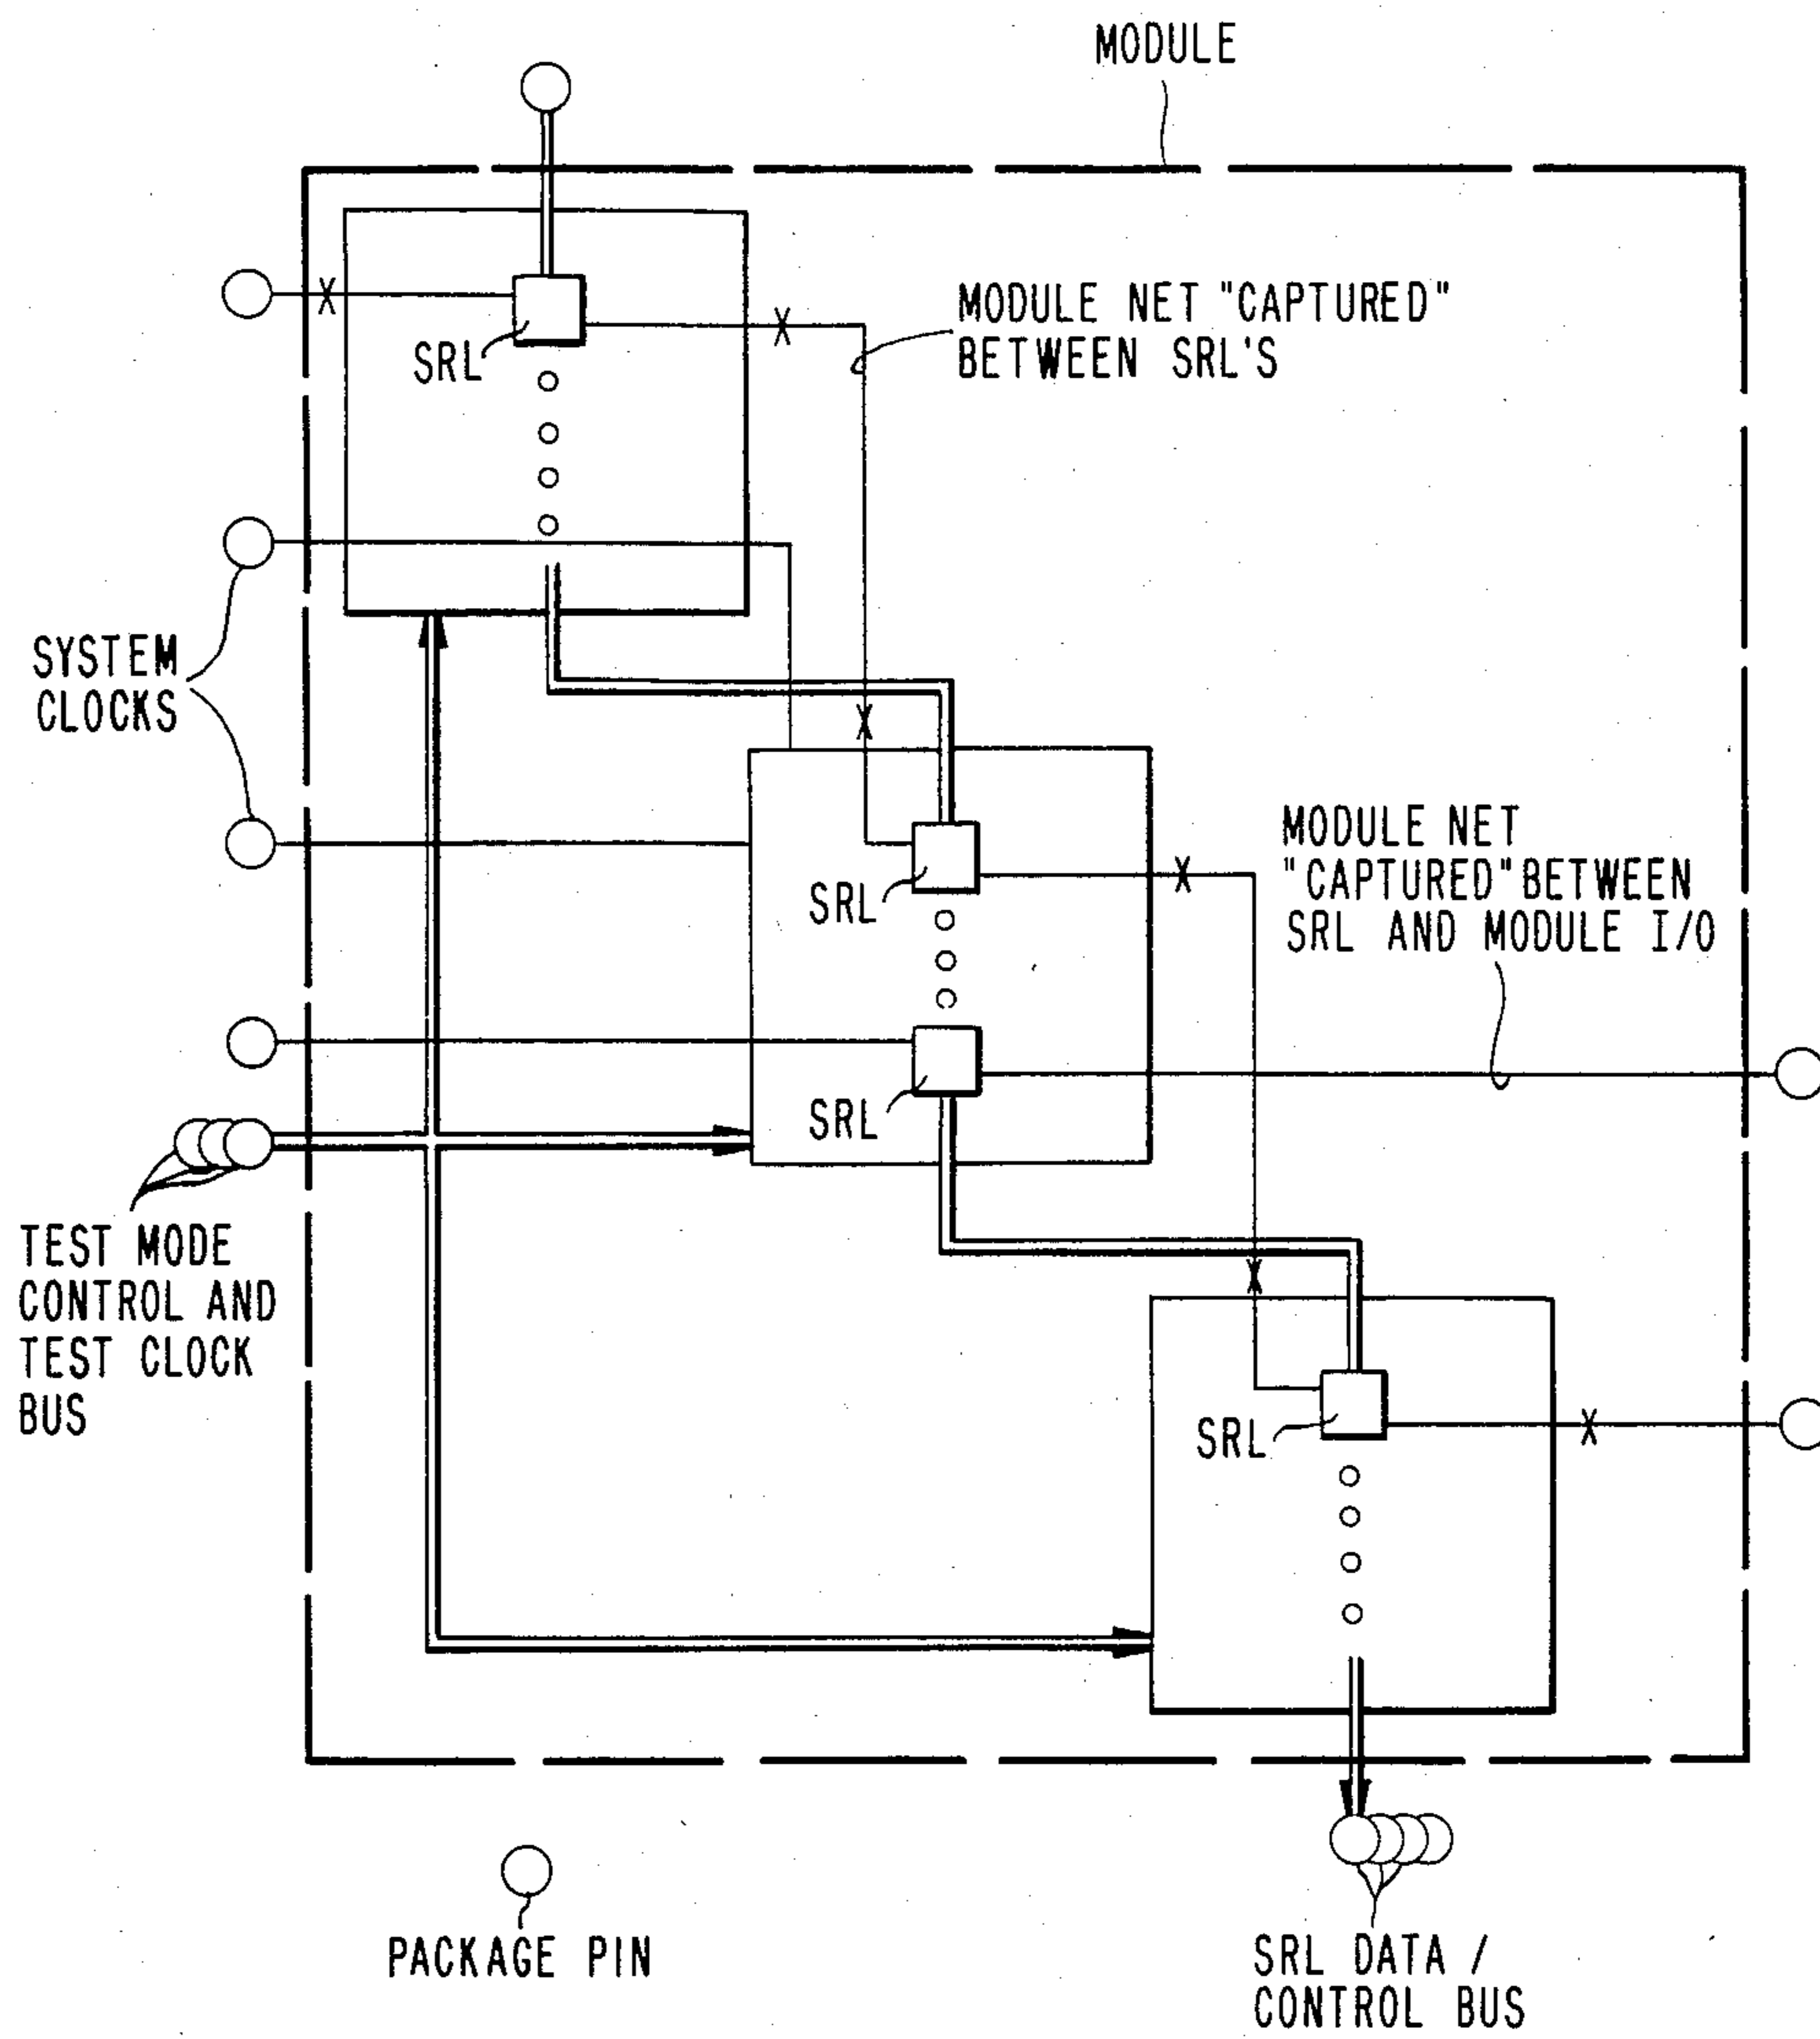 MODULE
MODULE NET "CAPTURED"
BETWEEN SRL'S
SRL
SYSTEM
CLOCKS
MODULE NET
"CAPTURED" BETWEEN
SRL AND MODULE I/O
SRL
SRL
TEST MODE
CONTROL AND
TEST CLOCK
BUS
SRL
PACKAGE PIN
SRL DATA /
CONTROL BUS